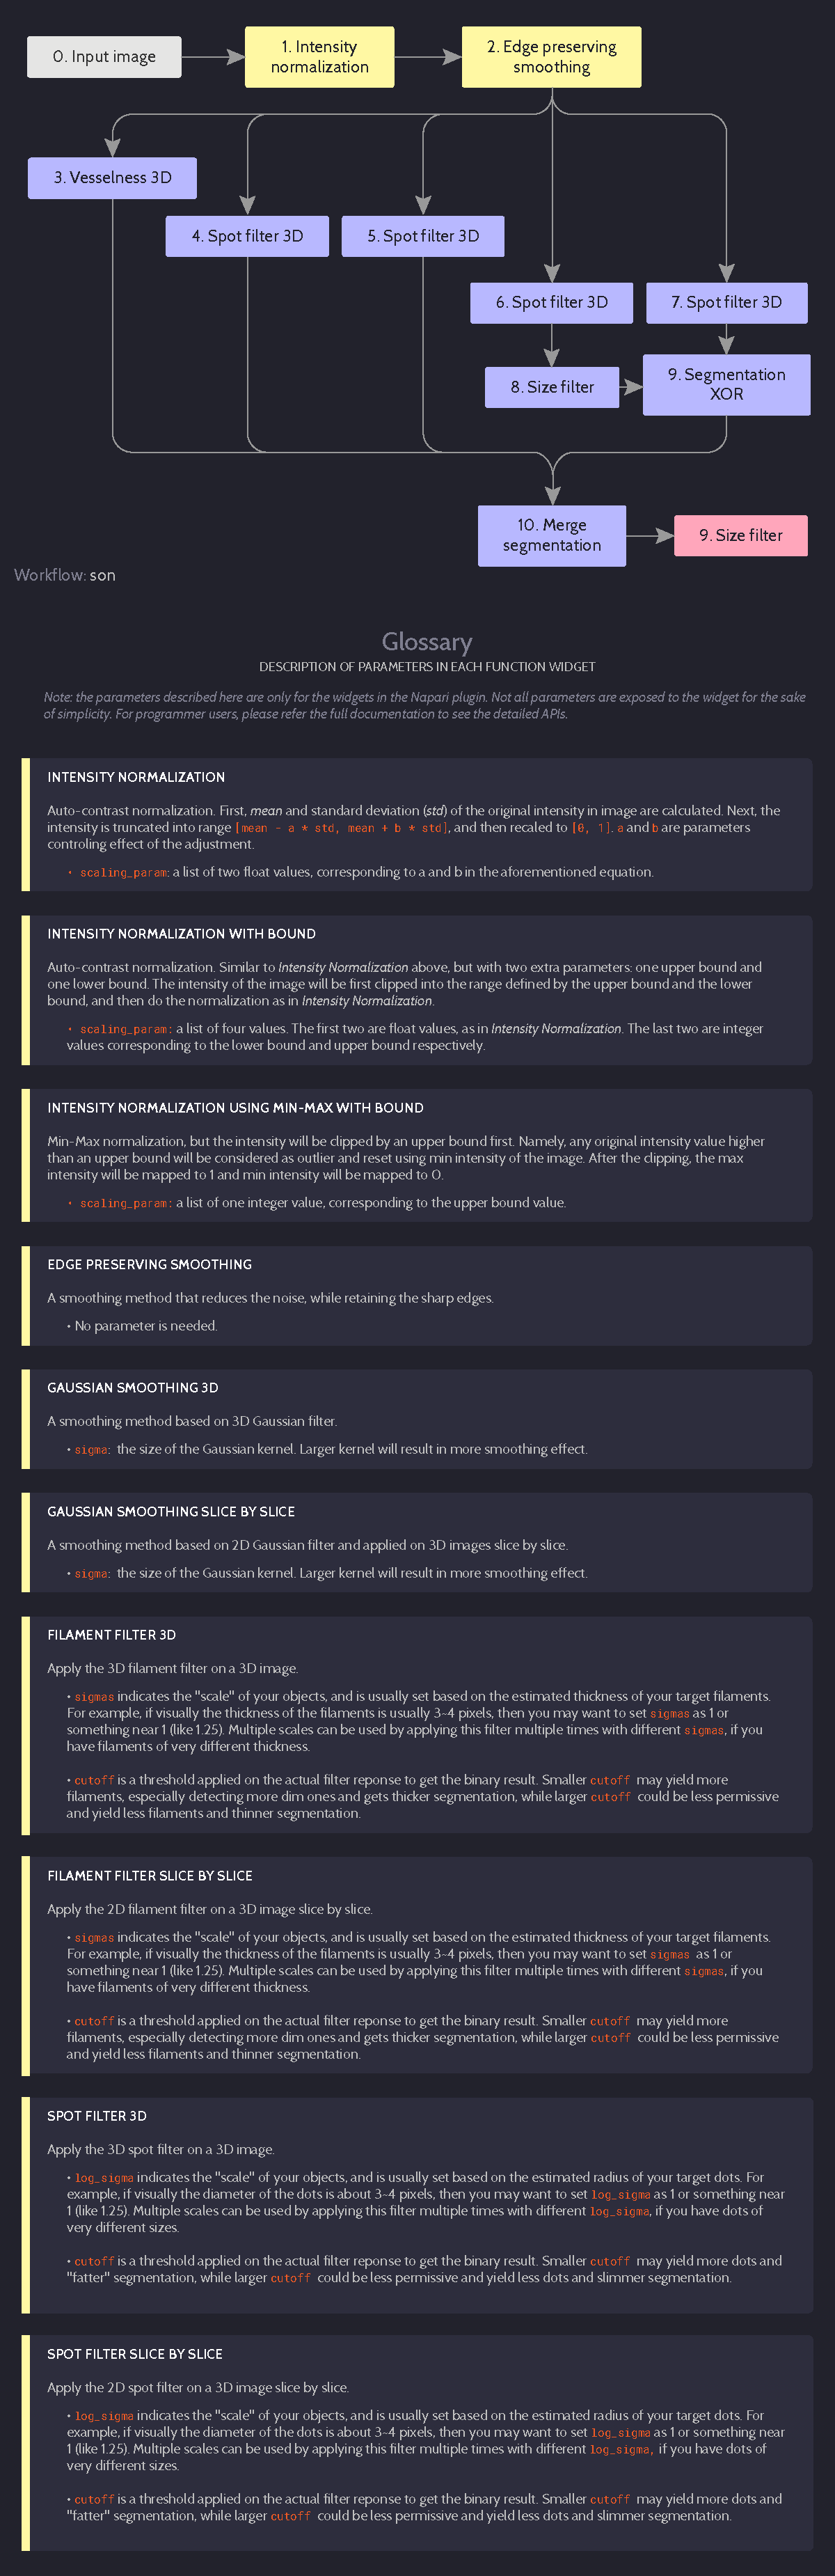 0. Input image
1. Intensity
normalization
2. Edge preserving
smoothing
3. Vesselness 3D
4. Spot filter 3D
5. Spot filter 3D
6. Spot filter 3D
7. Spot filter 3D
8. Size filter
9. Segmentation
XOR
10. Merge
segmentation
9. Size filter
Workflow: son
Glossary
DESCRIPTION OF PARAMETERS IN EACH FUNCTION WIDGET
Note: the parameters described here are only for the widgets in the Napari plugin. Not all parameters are exposed to the widget for the sake
of simplicity. For programmer users, please refer the full documentation to see the detailed APIs.
INTENSITY NORMALIZATION
Auto-contrast normalization. First, mean and standard deviation (std) of the original intensity in image are calculated. Next, the
intensity is truncated into range [mean - a * std, mean + b * std], and then recaled to [0, 1]. a and b are parameters
controling effect of the adjustment.
• scaling_param: a list of two float values, corresponding to a and b in the aforementioned equation.
INTENSITY NORMALIZATION WITH BOUND
Auto-contrast normalization. Similar to Intensity Normalization above, but with two extra parameters: one upper bound and
one lower bound. The intensity of the image will be first clipped into the range defined by the upper bound and the lower
bound, and then do the normalization as in Intensity Normalization.
• scaling_param: a list of four values. The first two are float values, as in Intensity Normalization. The last two are integer
values corresponding to the lower bound and upper bound respectively.
INTENSITY NORMALIZATION USING MIN-MAX WITH BOUND
Min-Max normalization, but the intensity will be clipped by an upper bound first. Namely, any original intensity value higher
than an upper bound will be considered as outlier and reset using min intensity of the image. After the clipping, the max
intensity will be mapped to 1 and min intensity will be mapped to 0.
• scaling_param: a list of one integer value, corresponding to the upper bound value.
EDGE PRESERVING SMOOTHING
A smoothing method that reduces the noise, while retaining the sharp edges.
• No parameter is needed.
GAUSSIAN SMOOTHING 3D
A smoothing method based on 3D Gaussian filter.
• sigma: the size of the Gaussian kernel. Larger kernel will result in more smoothing effect.
GAUSSIAN SMOOTHING SLICE BY SLICE
A smoothing method based on 2D Gaussian filter and applied on 3D images slice by slice.
• sigma: the size of the Gaussian kernel. Larger kernel will result in more smoothing effect.
FILAMENT FILTER 3D
Apply the 3D filament filter on a 3D image.
• sigmas indicates the "scale" of your objects, and is usually set based on the estimated thickness of your target filaments.
For example, if visually the thickness of the filaments is usually 3~4 pixels, then you may want to set sigmas as 1 or
something near 1 (like 1.25). Multiple scales can be used by applying this filter multiple times with different sigmas, if you
have filaments of very different thickness.
• cutoff is a threshold applied on the actual filter reponse to get the binary result. Smaller cutoff may yield more
filaments, especially detecting more dim ones and gets thicker segmentation, while larger cutoff could be less permissive
and yield less filaments and thinner segmentation.
FILAMENT FILTER SLICE BY SLICE
Apply the 2D filament filter on a 3D image slice by slice.
• sigmas indicates the "scale" of your objects, and is usually set based on the estimated thickness of your target filaments.
For example, if visually the thickness of the filaments is usually 3~4 pixels, then you may want to set sigmas as 1 or
something near 1 (like 1.25). Multiple scales can be used by applying this filter multiple times with different sigmas, if you
have filaments of very different thickness.
• cutoff is a threshold applied on the actual filter reponse to get the binary result. Smaller cutoff may yield more
filaments, especially detecting more dim ones and gets thicker segmentation, while larger cutoff could be less permissive
and yield less filaments and thinner segmentation.
SPOT FILTER 3D
Apply the 3D spot filter on a 3D image.
• log_sigma indicates the "scale" of your objects, and is usually set based on the estimated radius of your target dots. For
example, if visually the diameter of the dots is about 3~4 pixels, then you may want to set log_sigma as 1 or something near
1 (like 1.25). Multiple scales can be used by applying this filter multiple times with different log_sigma, if you have dots of
very different sizes.
• cutoff is a threshold applied on the actual filter reponse to get the binary result. Smaller cutoff may yield more dots and
"fatter" segmentation, while larger cutoff could be less permissive and yield less dots and slimmer segmentation.
SPOT FILTER SLICE BY SLICE
Apply the 2D spot filter on a 3D image slice by slice.
• log_sigma indicates the "scale" of your objects, and is usually set based on the estimated radius of your target dots. For
example, if visually the diameter of the dots is about 3~4 pixels, then you may want to set log_sigma as 1 or something near
1 (like 1.25). Multiple scales can be used by applying this filter multiple times with different log_sigma, if you have dots of
very different sizes.
• cutoff is a threshold applied on the actual filter reponse to get the binary result. Smaller cutoff may yield more dots and
"fatter" segmentation, while larger cutoff could be less permissive and yield less dots and slimmer segmentation.